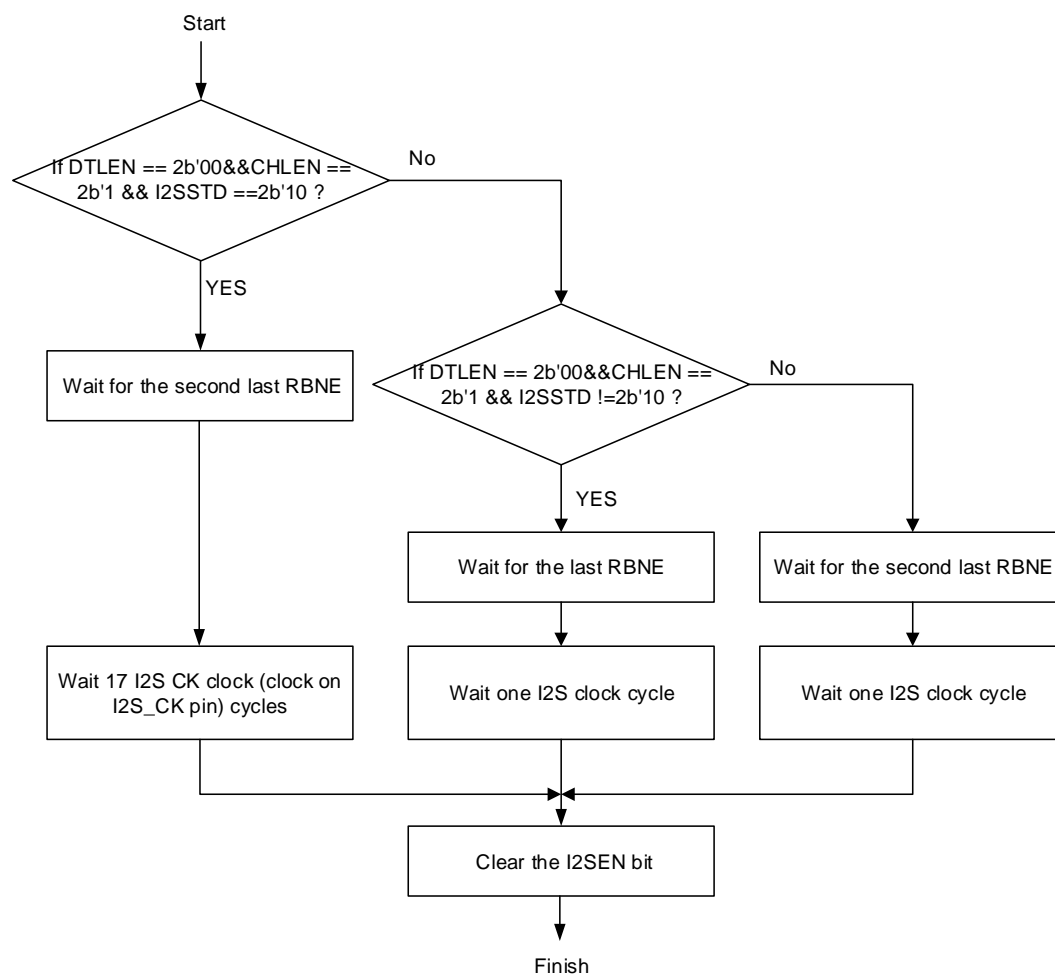 Start
If DTLEN == 2b'00&&CHLEN ==
2b'1 && I2SSTD ==2b'10 ?
No
YES
Wait for the second last RBNE
If DTLEN == 2b'00&&CHLEN ==
2b'1 && I2SSTD !=2b'10 ?
No
YES
Wait for the last RBNE
Wait for the second last RBNE
Wait 17 I2S CK clock (clock on
I2S_CK pin) cycles
Wait one I2S clock cycle
Wait one I2S clock cycle
Clear the I2SEN bit
Finish